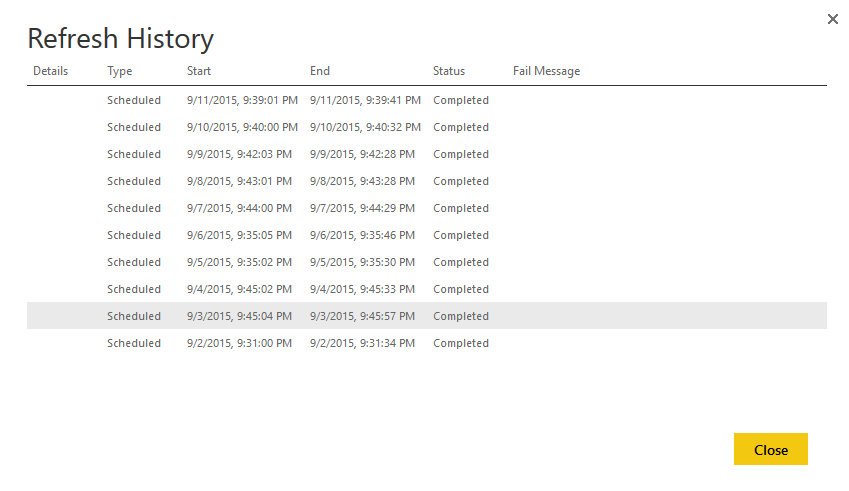 Refresh History
Details Type Start End Status Fail Message
Scheduled 9/11/2015, 9:39:01 PM 9/11/2015, 9:39:41 PM Completed
Scheduled 9/10/2015, 9:40:00 PM 9/10/2015, 9:40:32 PM Completed
Scheduled 9/9/2015, 9:42:03 PM 9/9/2015, 9:42:28 PM Completed
Scheduled 9/8/2015, 9:43:01 PM 9/8/2015, 9:43:28 PM Completed
Scheduled 9/7/2015, 9:44:00 PM 9/7/2015, 9:44:29 PM Completed
Scheduled 9/6/2015, 9:35:05 PM 9/6/2015, 9:35:46 PM Completed
Scheduled 9/5/2015, 9:35:02 PM 9/5/2015, 9:35:30 PM Completed
Scheduled 9/4/2015, 9:45:02 PM 9/4/2015, 9:45:33 PM Completed
Scheduled 9/3/2015, 9:45:04 PM 9/3/2015, 9:45:57 PM Completed
Scheduled 9/2/2015, 9:31:00 PM 9/2/2015, 9:31:34 PM Completed
Close